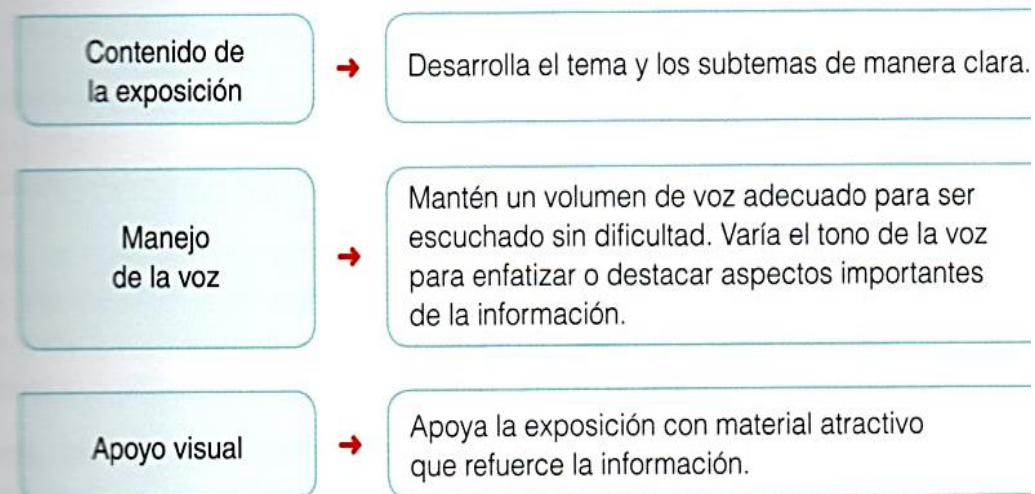 Contenido de
la exposición
Desarrolla el tema y los subtemas de manera clara.
Manejo
de la voz
Mantén un volumen de voz adecuado para ser
escuchado sin dificultad. Varía el tono de la voz
para enfatizar o destacar aspectos importantes
de la información.
Apoyo visual
Apoya la exposición con material atractivo
que refuerce la información.